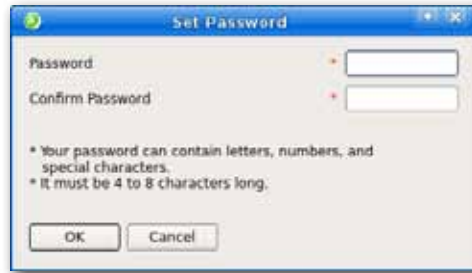 Set Password
Password *
Confirm Password *
* Your password can contain letters, numbers, and
special characters.
* It must be 4 to 8 characters long.
OK Cancel